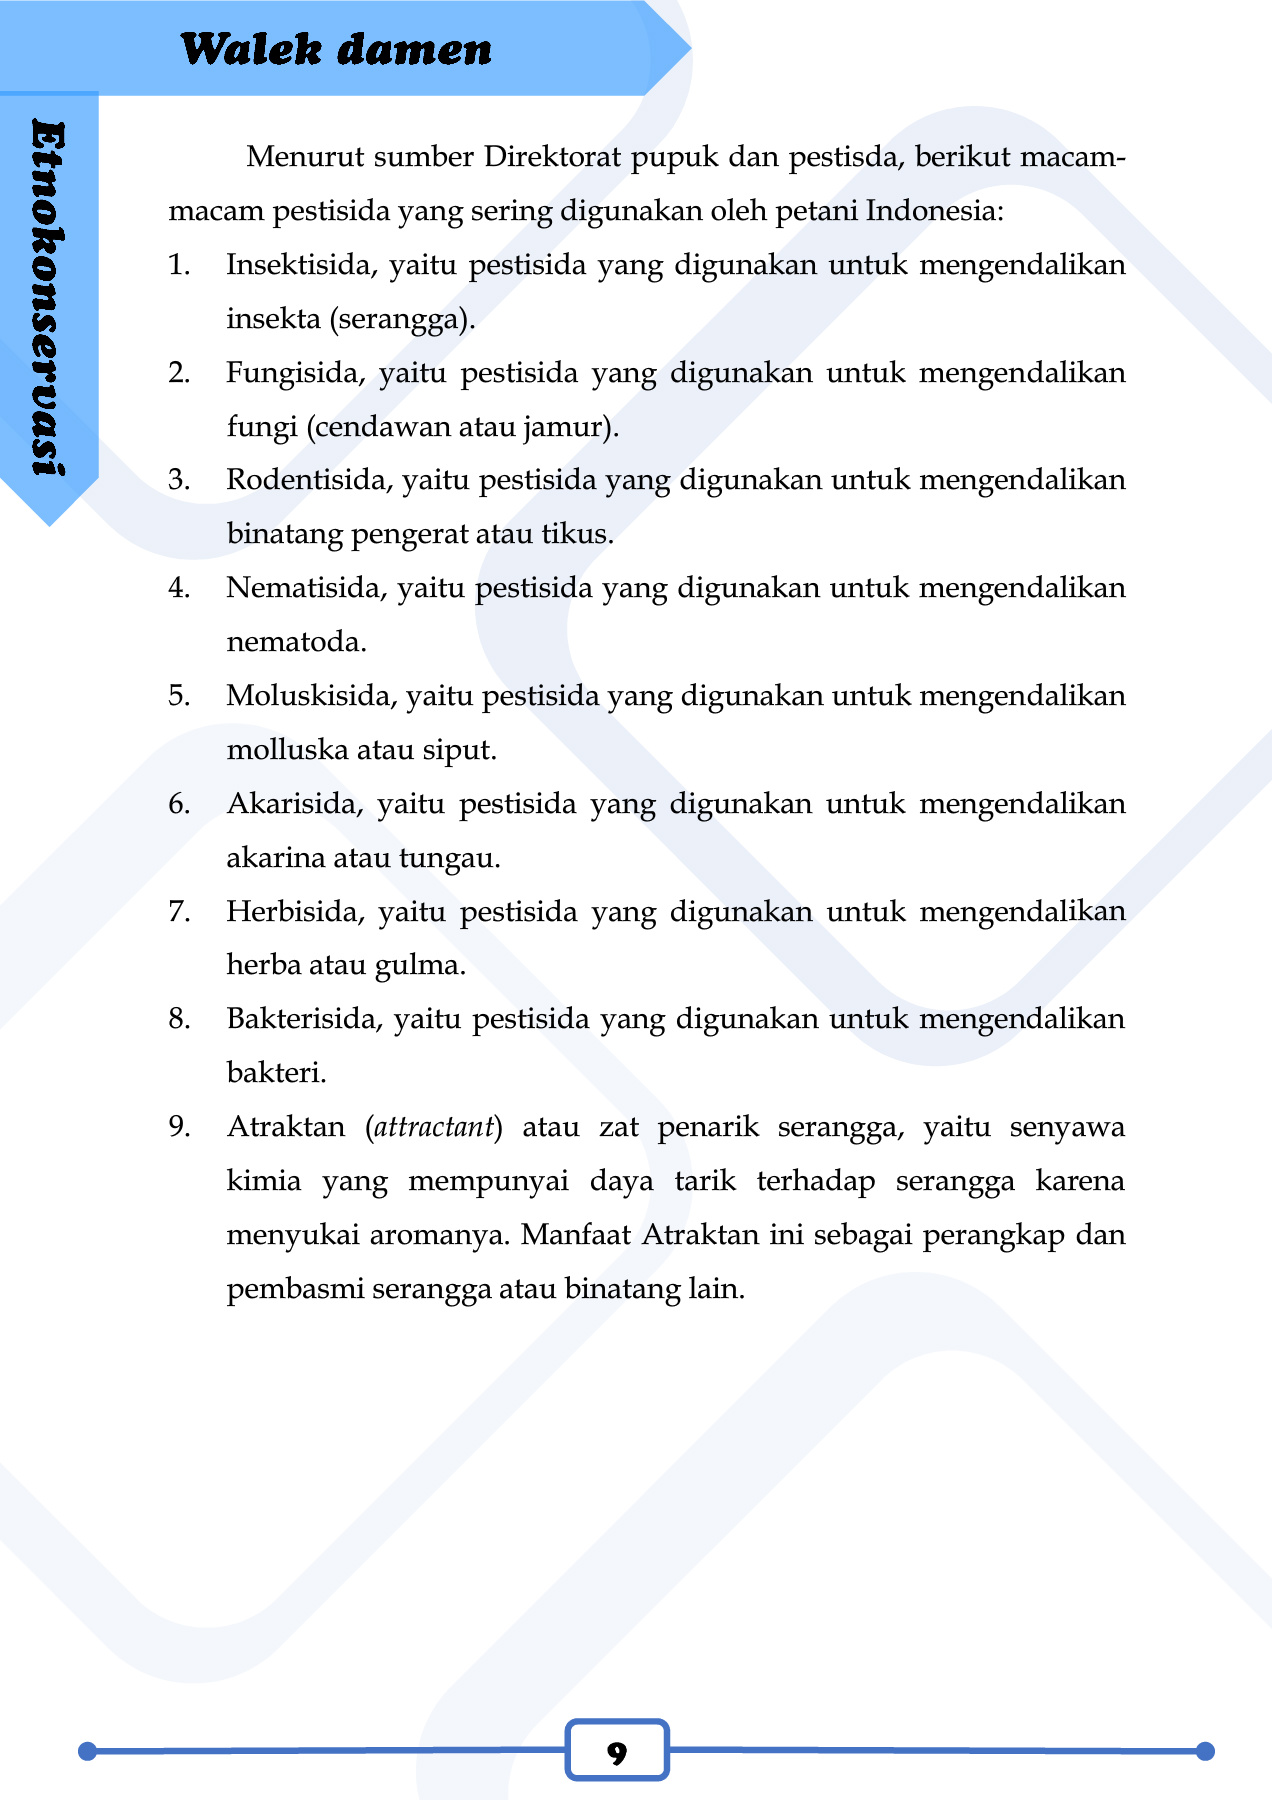 Walek damen
Etnokonservasi
Menurut sumber Direktorat pupuk dan pestisda, berikut macam-
macam pestisida yang sering digunakan oleh petani Indonesia:
1. Insektisida, yaitu pestisida yang digunakan untuk mengendalikan
insekta (serangga).
2. Fungisida, yaitu pestisida yang digunakan untuk mengendalikan
fungi (cendawan atau jamur).
3. Rodentisida, yaitu pestisida yang digunakan untuk mengendalikan
binatang pengerat atau tikus.
4. Nematisida, yaitu pestisida yang digunakan untuk mengendalikan
nematoda.
5. Moluskisida, yaitu pestisida yang digunakan untuk mengendalikan
molluska atau siput.
6. Akarisida, yaitu pestisida yang digunakan untuk mengendalikan
akarina atau tungau.
7. Herbisida, yaitu pestisida yang digunakan untuk mengendalikan
herba atau gulma.
8. Bakterisida, yaitu pestisida yang digunakan untuk mengendalikan
bakteri.
9. Atraktan (attractant) atau zat penarik serangga, yaitu senyawa
kimia yang mempunyai daya tarik terhadap serangga karena
menyukai aromanya. Manfaat Atraktan ini sebagai perangkap dan
pembasmi serangga atau binatang lain.
9